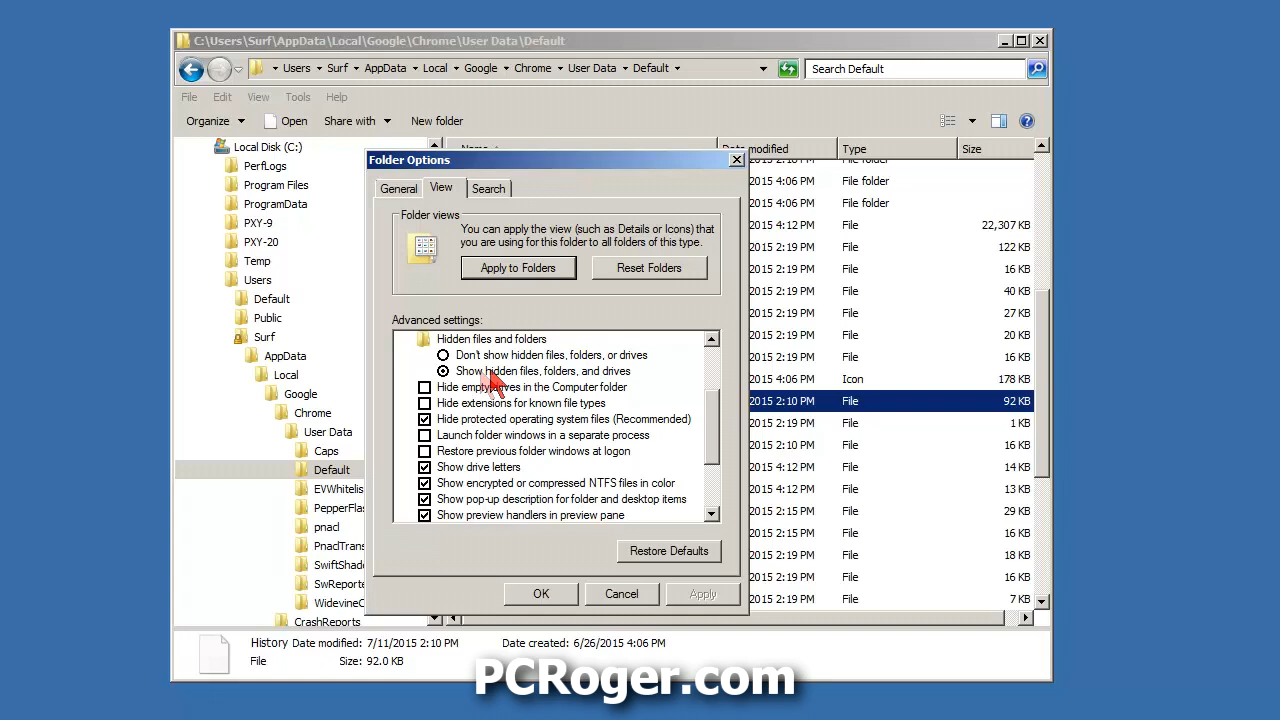 C:\Users\Surf\AppData\Local\Google\Chrome\User Data\Default
Users Surf AppData Local Google Chrome User Data Default
Search Default
File Edit View Tools Help
Organize Open Share with New folder
Local Disk (C:)
PerfLogs
Program Files
ProgramData
PXY-9
PXY-20
Temp
Users
Default
Public
Surf
AppData
Local
Google
Chrome
User Data
Caps
Default
EVWhitelis
PepperFlas
pnacl
PnaclTrans
SwiftShade
SwReporte
WidevineC
CrashReports
Folder Options
General View Search
Folder views
You can apply the view (such as Details or Icons) that
you are using for this folder to all folders of this type.
Apply to Folders Reset Folders
Advanced settings:
Hidden files and folders
Don't show hidden files, folders, or drives
Show hidden files, folders, and drives
Hide empty drives in the Computer folder
Hide extensions for known file types
Hide protected operating system files (Recommended)
Launch folder windows in a separate process
Restore previous folder windows at logon
Show drive letters
Show encrypted or compressed NTFS files in color
Show pop-up description for folder and desktop items
Show preview handlers in preview pane
Restore Defaults
OK Cancel Apply
modified Type Size
2015 2:10 PM File folder
2015 4:06 PM File folder
2015 4:06 PM File folder
2015 4:12 PM File 22,307 KB
2015 2:19 PM File 122 KB
2015 2:19 PM File 16 KB
2015 2:19 PM File 40 KB
2015 2:19 PM File 27 KB
2015 2:19 PM File 20 KB
2015 2:19 PM File 16 KB
2015 4:06 PM Icon 178 KB
2015 2:10 PM File 92 KB
2015 2:19 PM File 1 KB
2015 2:10 PM File 16 KB
2015 4:12 PM File 14 KB
2015 4:12 PM File 13 KB
2015 2:15 PM File 29 KB
2015 2:15 PM File 16 KB
2015 2:19 PM File 18 KB
2015 2:19 PM File 16 KB
2015 2:19 PM File 7 KB
History Date modified: 7/11/2015 2:10 PM Date created: 6/26/2015 4:06 PM
File Size: 92.0 KB
PCRoger.com